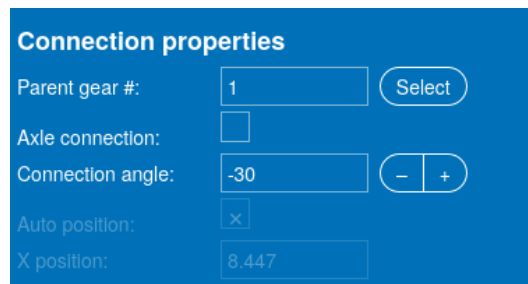 Connection properties
Parent gear #: 1 Select
Axle connection:
Connection angle: -30 – +
Auto position: ×
X position: 8.447